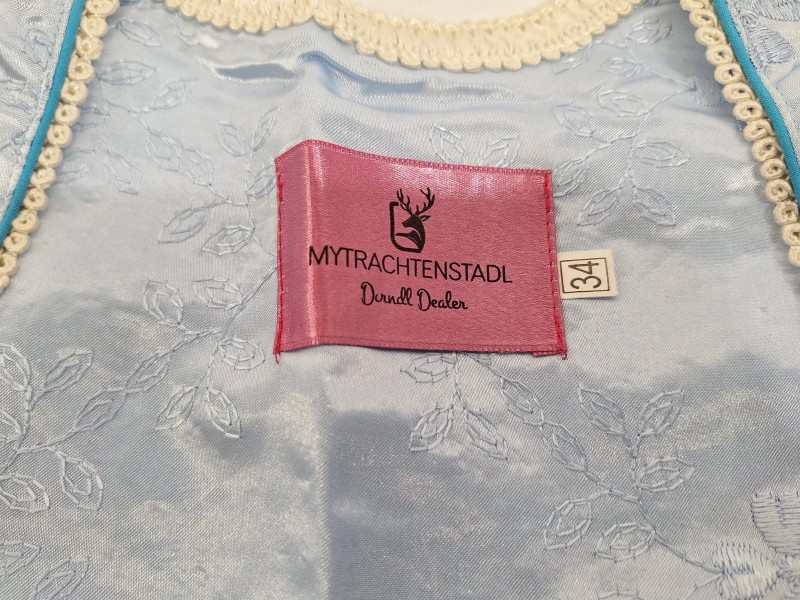 MYTRACHTENSTADL
Dirndl Dealer
34